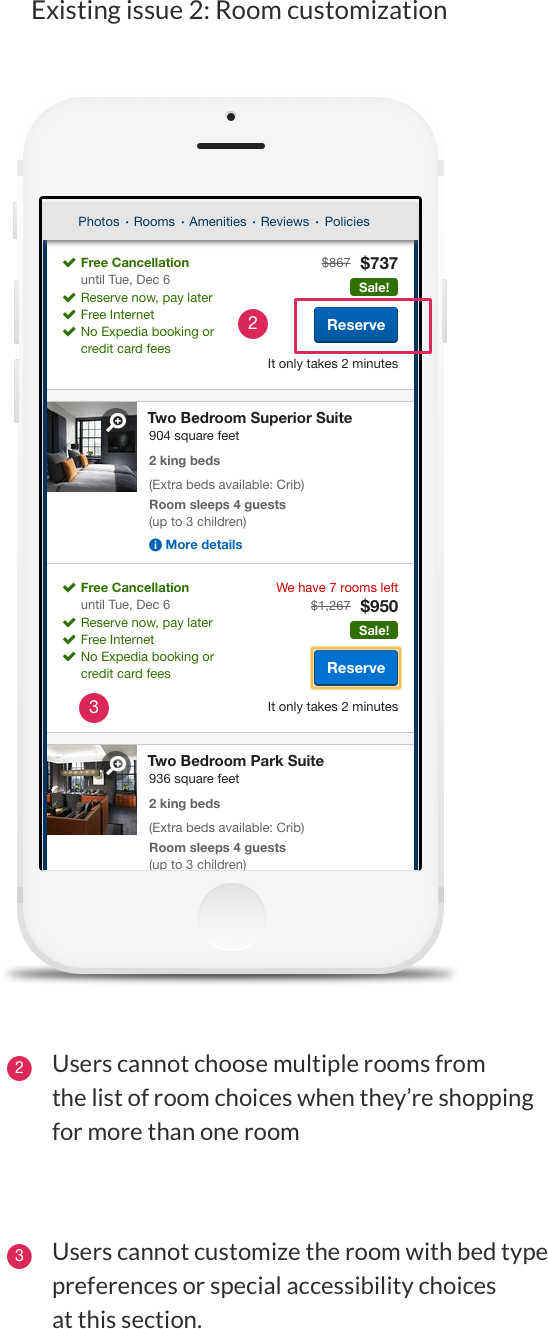 Existing issue 2: Room customization
Photos · Rooms · Amenities · Reviews · Policies
Free Cancellation
until Tue, Dec 6
Reserve now, pay later
Free Internet
No Expedia booking or
credit card fees
$867 $737
Sale!
2
Reserve
It only takes 2 minutes
Two Bedroom Superior Suite
904 square feet
2 king beds
(Extra beds available: Crib)
Room sleeps 4 guests
(up to 3 children)
More details
Free Cancellation
until Tue, Dec 6
Reserve now, pay later
Free Internet
No Expedia booking or
credit card fees
We have 7 rooms left
$1,267 $950
Sale!
Reserve
3
It only takes 2 minutes
Two Bedroom Park Suite
936 square feet
2 king beds
(Extra beds available: Crib)
Room sleeps 4 guests
(up to 3 children)
2 Users cannot choose multiple rooms from
the list of room choices when they’re shopping
for more than one room
3 Users cannot customize the room with bed type
preferences or special accessibility choices
at this section.